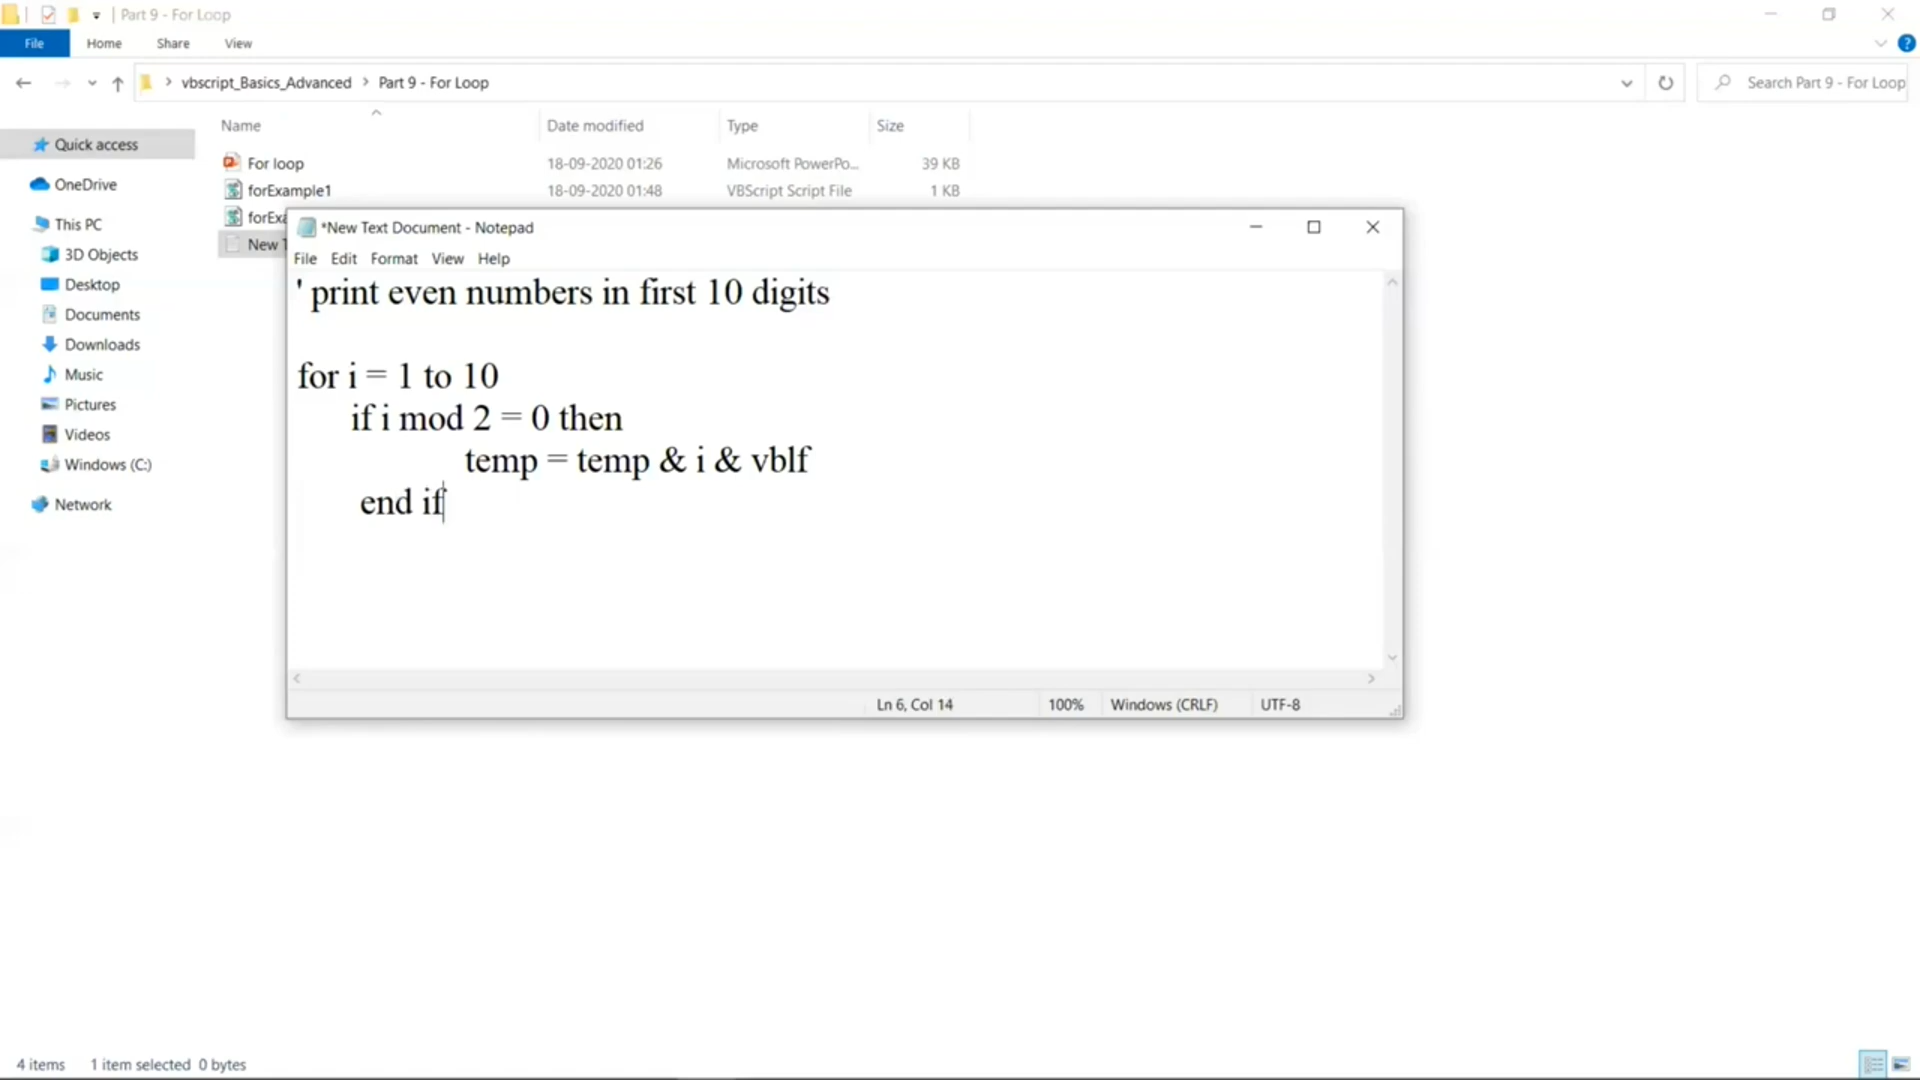 Part 9 - For Loop
File Home Share View
vbscript_Basics_Advanced > Part 9 - For Loop
Search Part 9 - For Loop
Name Date modified Type Size
Quick access
OneDrive
This PC
3D Objects
Desktop
Documents
Downloads
Music
Pictures
Videos
Windows (C:)
Network
For loop 18-09-2020 01:26 Microsoft PowerPo... 39 KB
forExample1 18-09-2020 01:48 VBScript Script File 1 KB
forExa
New T
*New Text Document - Notepad
File Edit Format View Help
' print even numbers in first 10 digits
for i = 1 to 10
if i mod 2 = 0 then
temp = temp & i & vblf
end if
Ln 6, Col 14 100% Windows (CRLF) UTF-8
4 items 1 item selected 0 bytes